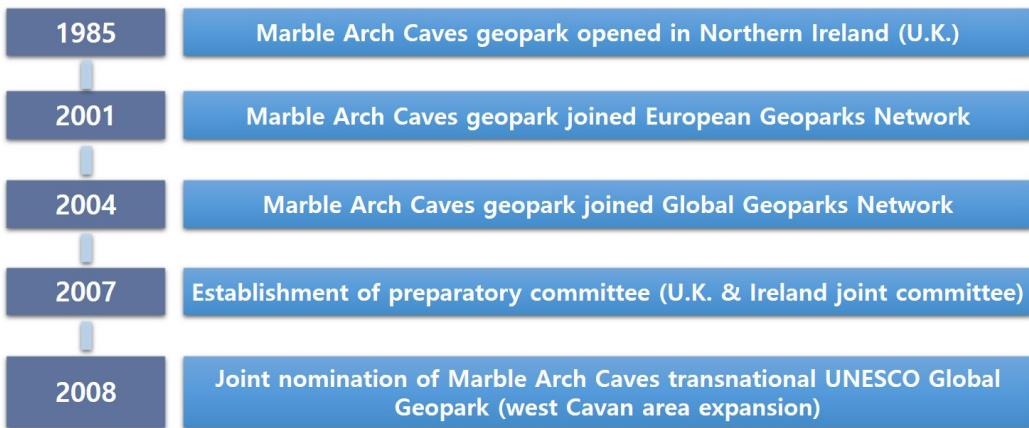 1985
Marble Arch Caves geopark opened in Northern Ireland (U.K.)
2001
Marble Arch Caves geopark joined European Geoparks Network
2004
Marble Arch Caves geopark joined Global Geoparks Network
2007
Establishment of preparatory committee (U.K. & Ireland joint committee)
2008
Joint nomination of Marble Arch Caves transnational UNESCO Global
Geopark (west Cavan area expansion)